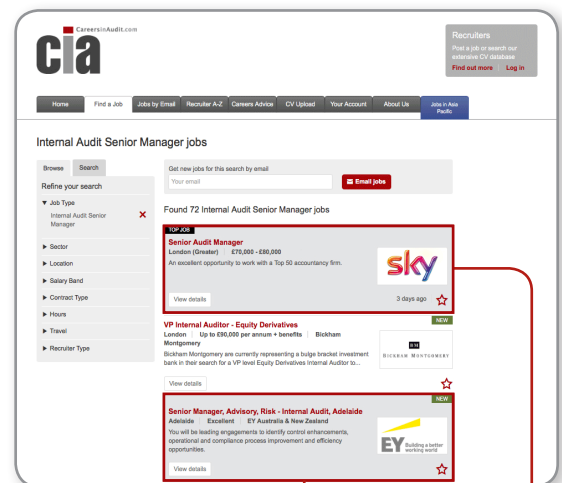 CareersinAudit.com
cia
Recruiters
Post a job or search our
extensive CV database
Find out more Log in
Home Find a Job Jobs by Email Recruiter A-Z Careers Advice CV Upload Your Account About Us Jobs in Asia
Pacific
Internal Audit Senior Manager jobs
Browse Search
Refine your search
Job Type
Internal Audit Senior
Manager
Sector
Location
Salary Band
Contract Type
Hours
Travel
Recruiter Type
Get new jobs for this search by email
Your email Email jobs
Found 72 Internal Audit Senior Manager jobs
TOP JOB
Senior Audit Manager
London (Greater) £70,000 - £80,000
An excellent opportunity to work with a Top 50 accountancy firm.
sky
View details 3 days ago
NEW
VP Internal Auditor - Equity Derivatives
London Up to £90,000 per annum + benefits Bickham
Montgomery
Bickham Montgomery are currently representing a bulge bracket investment
bank in their search for a VP level Equity Derivatives Internal Auditor to...
BICKHAM MONTGOMERY
View details
NEW
Senior Manager, Advisory, Risk - Internal Audit, Adelaide
Adelaide Excellent EY Australia & New Zealand
You will be leading engagements to identify control enhancements,
operational and compliance process improvement and efficiency
opportunities.
EY Building a better
working world
View details